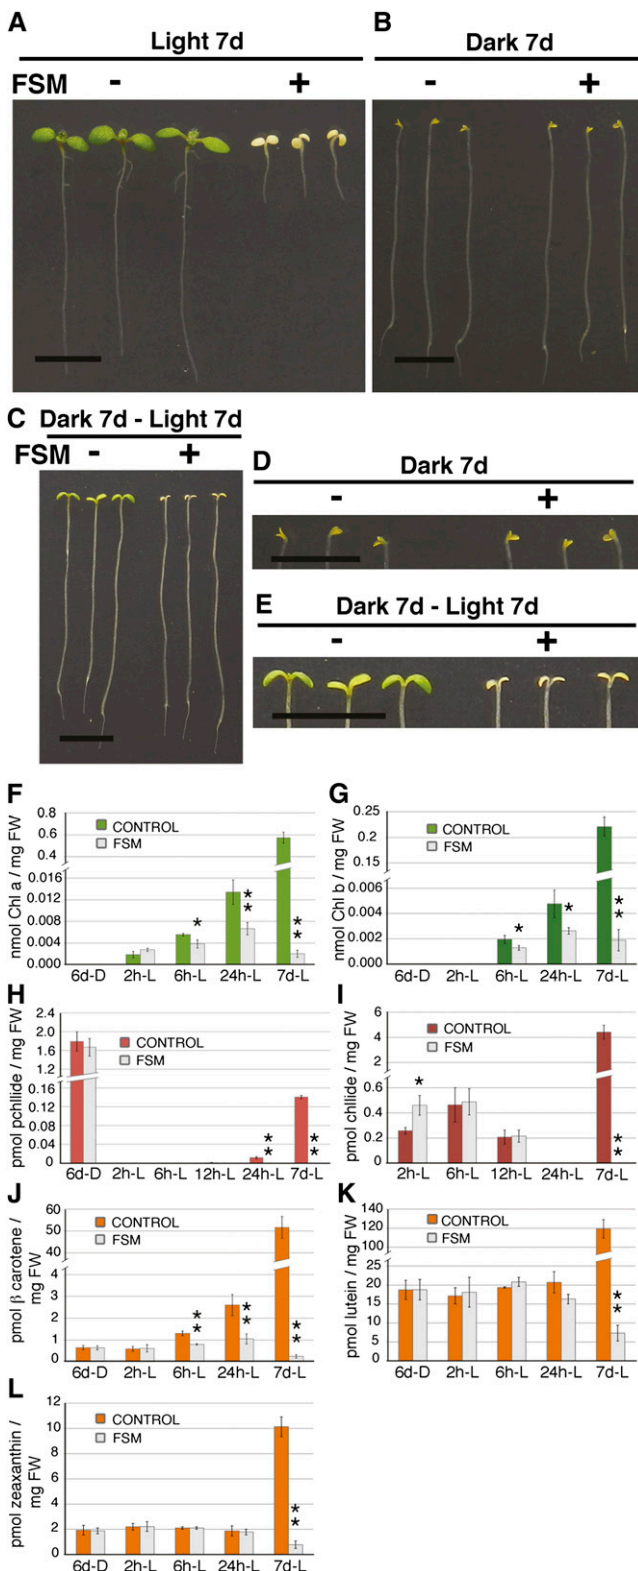 A
Light 7d
FSM - +
B
Dark 7d
- +
C
Dark 7d - Light 7d
FSM - +
D
Dark 7d
- +
E
Dark 7d - Light 7d
- +
F
nmol Chl a / mg FW
0.8
0.6
0.4
0.016
0.012
0.008
0.004
0.000
CONTROL
FSM
*
* *
* *
6d-D 2h-L 6h-L 24h-L 7d-L
G
nmol Chl b / mg FW
0.25
0.20
0.15
0.006
0.004
0.002
0.000
CONTROL
FSM
*
*
* *
6d-D 2h-L 6h-L 24h-L 7d-L
H
pmol pchllide / mg FW
2.4
2.0
1.6
1.2
0.16
0.12
0.08
0.04
0
CONTROL
FSM
* *
* *
6d-D 2h-L 6h-L 12h-L 24h-L 7d-L
I
pmol chllide / mg FW
6
4
2
0.6
0.4
0.2
0
CONTROL
FSM
*
* *
2h-L 6h-L 12h-L 24h-L 7d-L
J
pmol β carotene /
mg FW
60
50
40
4
3
2
1
0
CONTROL
FSM
* *
* *
* *
6d-D 2h-L 6h-L 24h-L 7d-L
K
pmol lutein / mg FW
140
120
100
25
20
15
10
5
0
CONTROL
FSM
* *
6d-D 2h-L 6h-L 24h-L 7d-L
L
pmol zeaxanthin /
mg FW
12
10
8
6
4
2
0
CONTROL
FSM
* *
6d-D 2h-L 6h-L 24h-L 7d-L